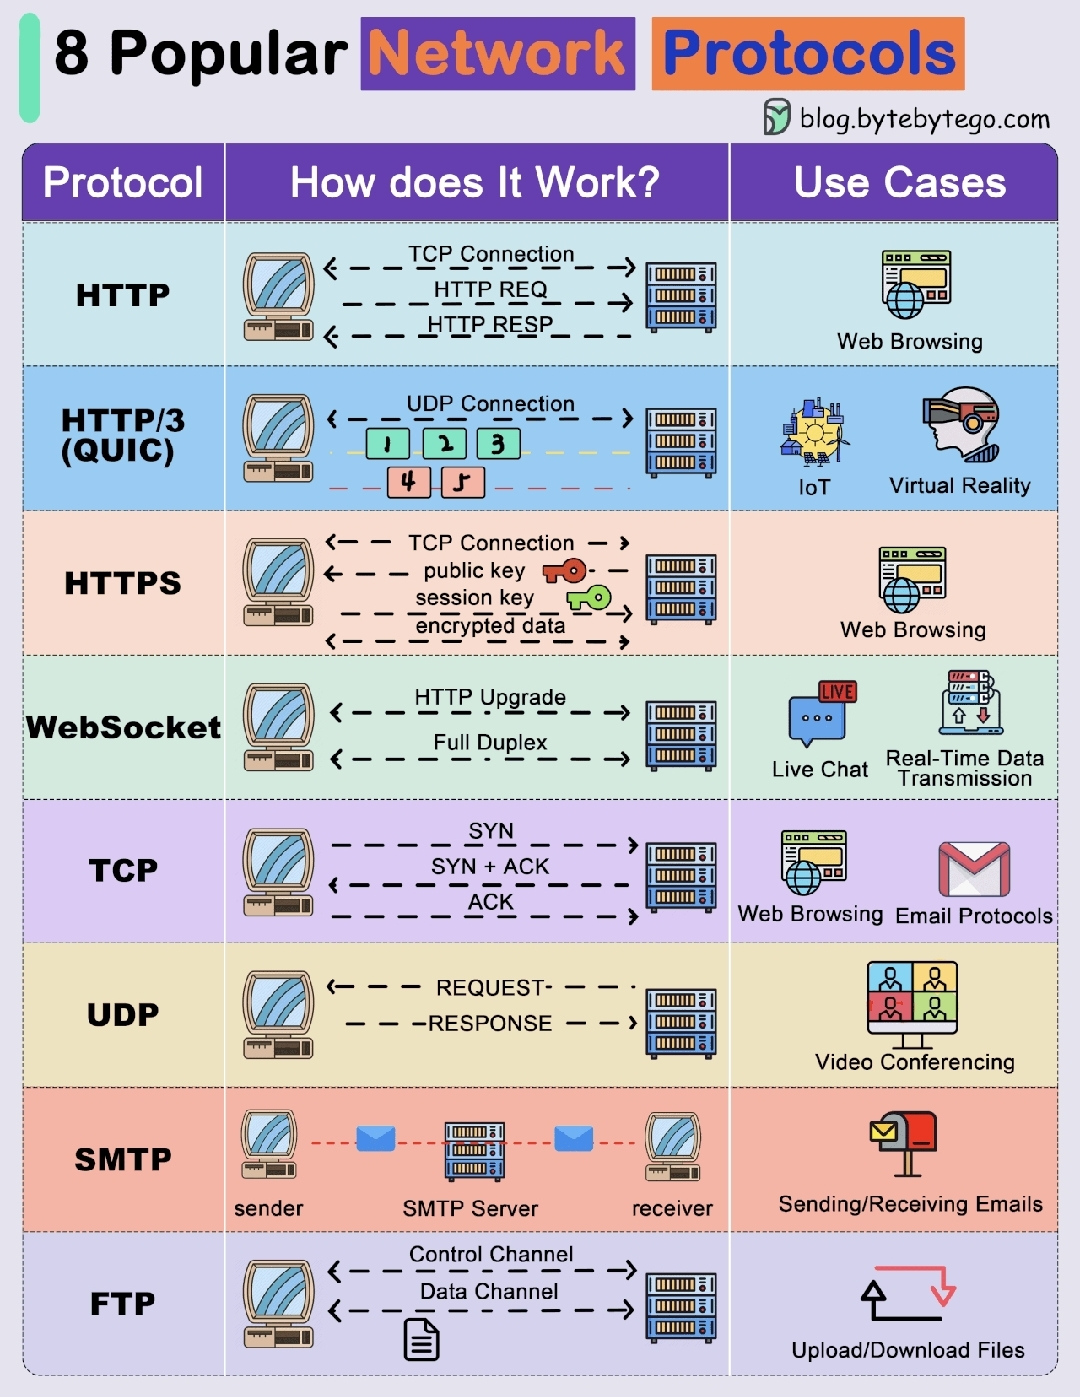 8 Popular Network Protocols
blog.bytebytego.com
Protocol
How does It Work?
Use Cases
HTTP
TCP Connection
HTTP REQ
HTTP RESP
Web Browsing
HTTP/3
(QUIC)
UDP Connection
1 2 3
4 5
IoT
Virtual Reality
HTTPS
TCP Connection
public key
session key
encrypted data
Web Browsing
WebSocket
HTTP Upgrade
Full Duplex
LIVE
Live Chat
Real-Time Data
Transmission
TCP
SYN
SYN + ACK
ACK
Web Browsing
Email Protocols
UDP
REQUEST
RESPONSE
Video Conferencing
SMTP
sender
SMTP Server
receiver
Sending/Receiving Emails
FTP
Control Channel
Data Channel
Upload/Download Files